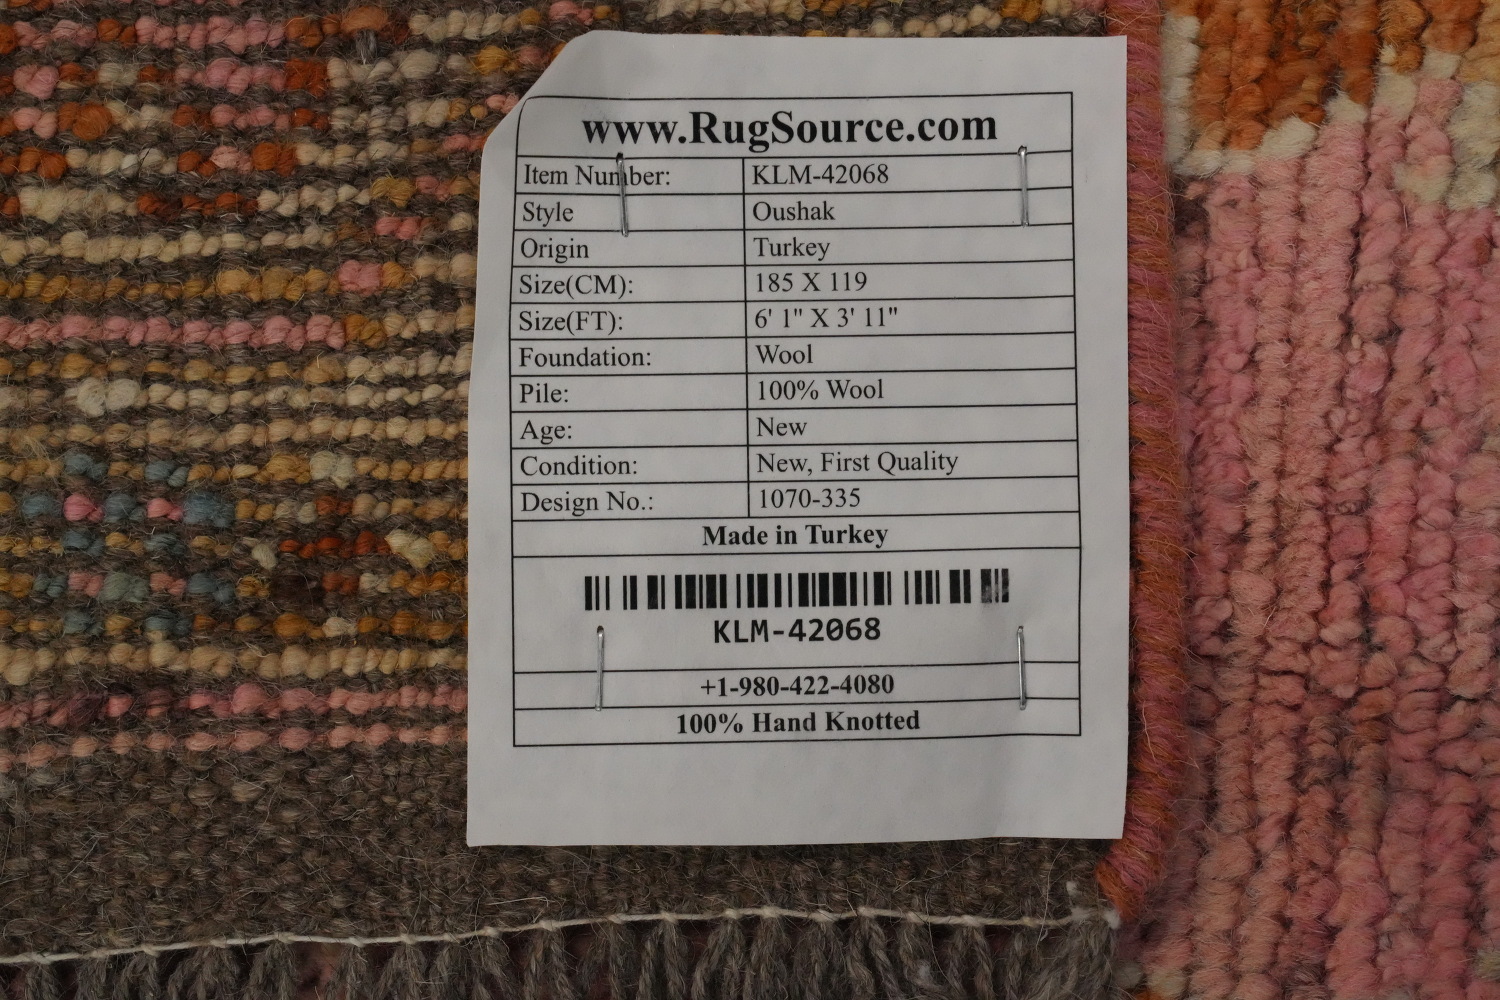 www.RugSource.com
Item Number: KLM-42068
Style Oushak
Origin Turkey
Size(CM): 185 X 119
Size(FT): 6' 1" X 3' 11"
Foundation: Wool
Pile: 100% Wool
Age: New
Condition: New, First Quality
Design No.: 1070-335
Made in Turkey
KLM-42068
+1-980-422-4080
100% Hand Knotted